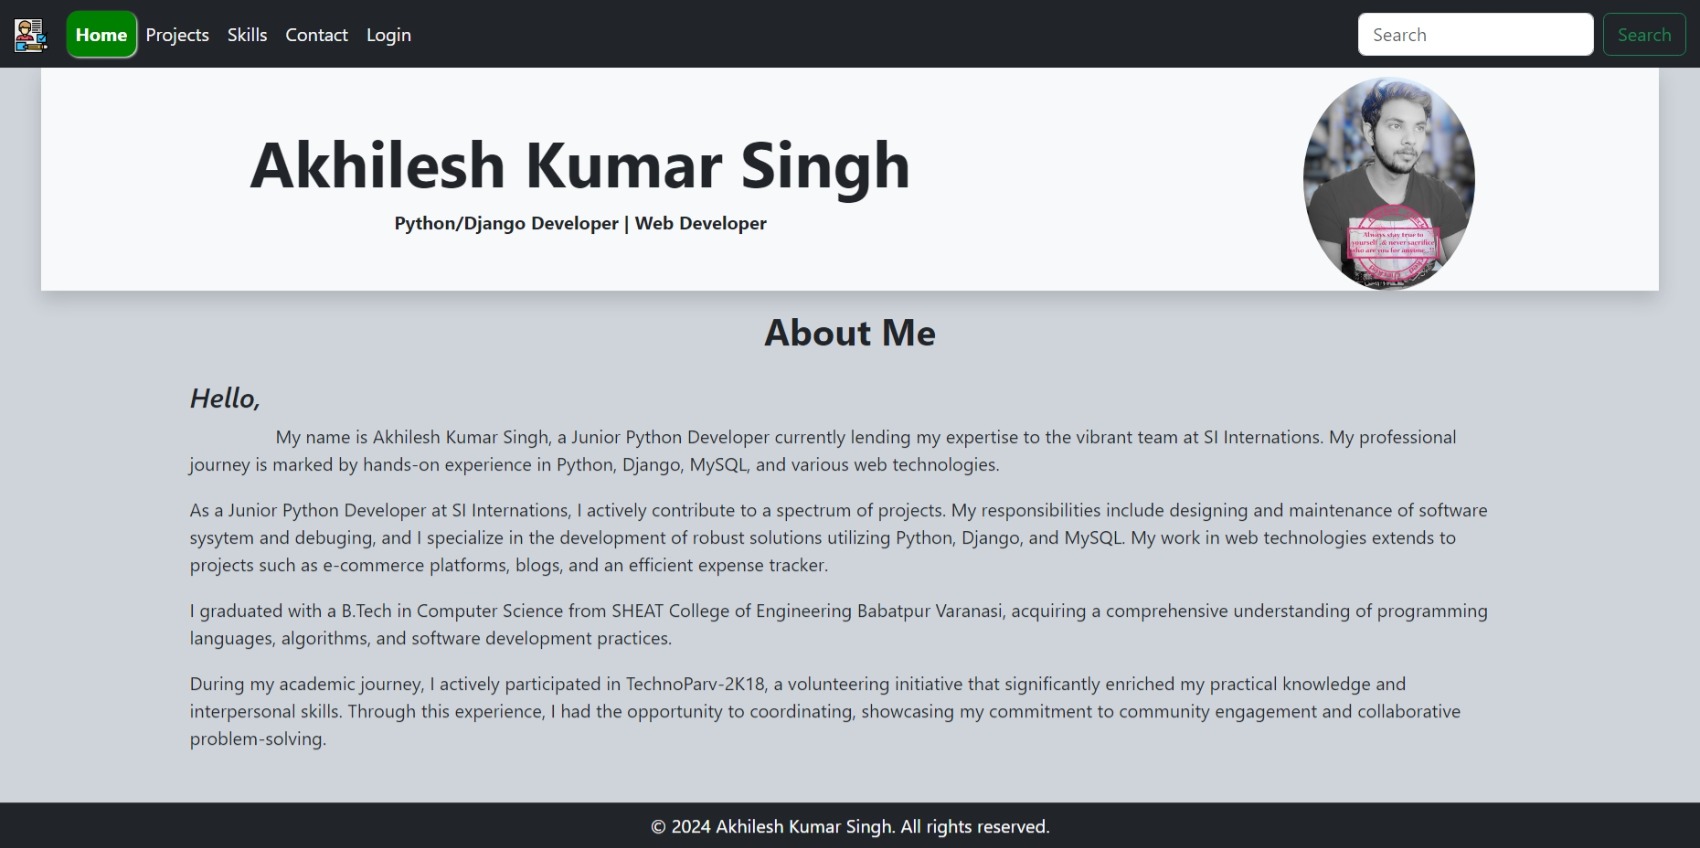 Home Projects Skills Contact Login Search Search
Akhilesh Kumar Singh
Python/Django Developer | Web Developer
Always stay true to
yourself ,& never sacrifice
who are you for anyone..!!
About Me
Hello,
My name is Akhilesh Kumar Singh, a Junior Python Developer currently lending my expertise to the vibrant team at SI Internations. My professional
journey is marked by hands-on experience in Python, Django, MySQL, and various web technologies.
As a Junior Python Developer at SI Internations, I actively contribute to a spectrum of projects. My responsibilities include designing and maintenance of software
sysytem and debuging, and I specialize in the development of robust solutions utilizing Python, Django, and MySQL. My work in web technologies extends to
projects such as e-commerce platforms, blogs, and an efficient expense tracker.
I graduated with a B.Tech in Computer Science from SHEAT College of Engineering Babatpur Varanasi, acquiring a comprehensive understanding of programming
languages, algorithms, and software development practices.
During my academic journey, I actively participated in TechnoParv-2K18, a volunteering initiative that significantly enriched my practical knowledge and
interpersonal skills. Through this experience, I had the opportunity to coordinating, showcasing my commitment to community engagement and collaborative
problem-solving.
© 2024 Akhilesh Kumar Singh. All rights reserved.